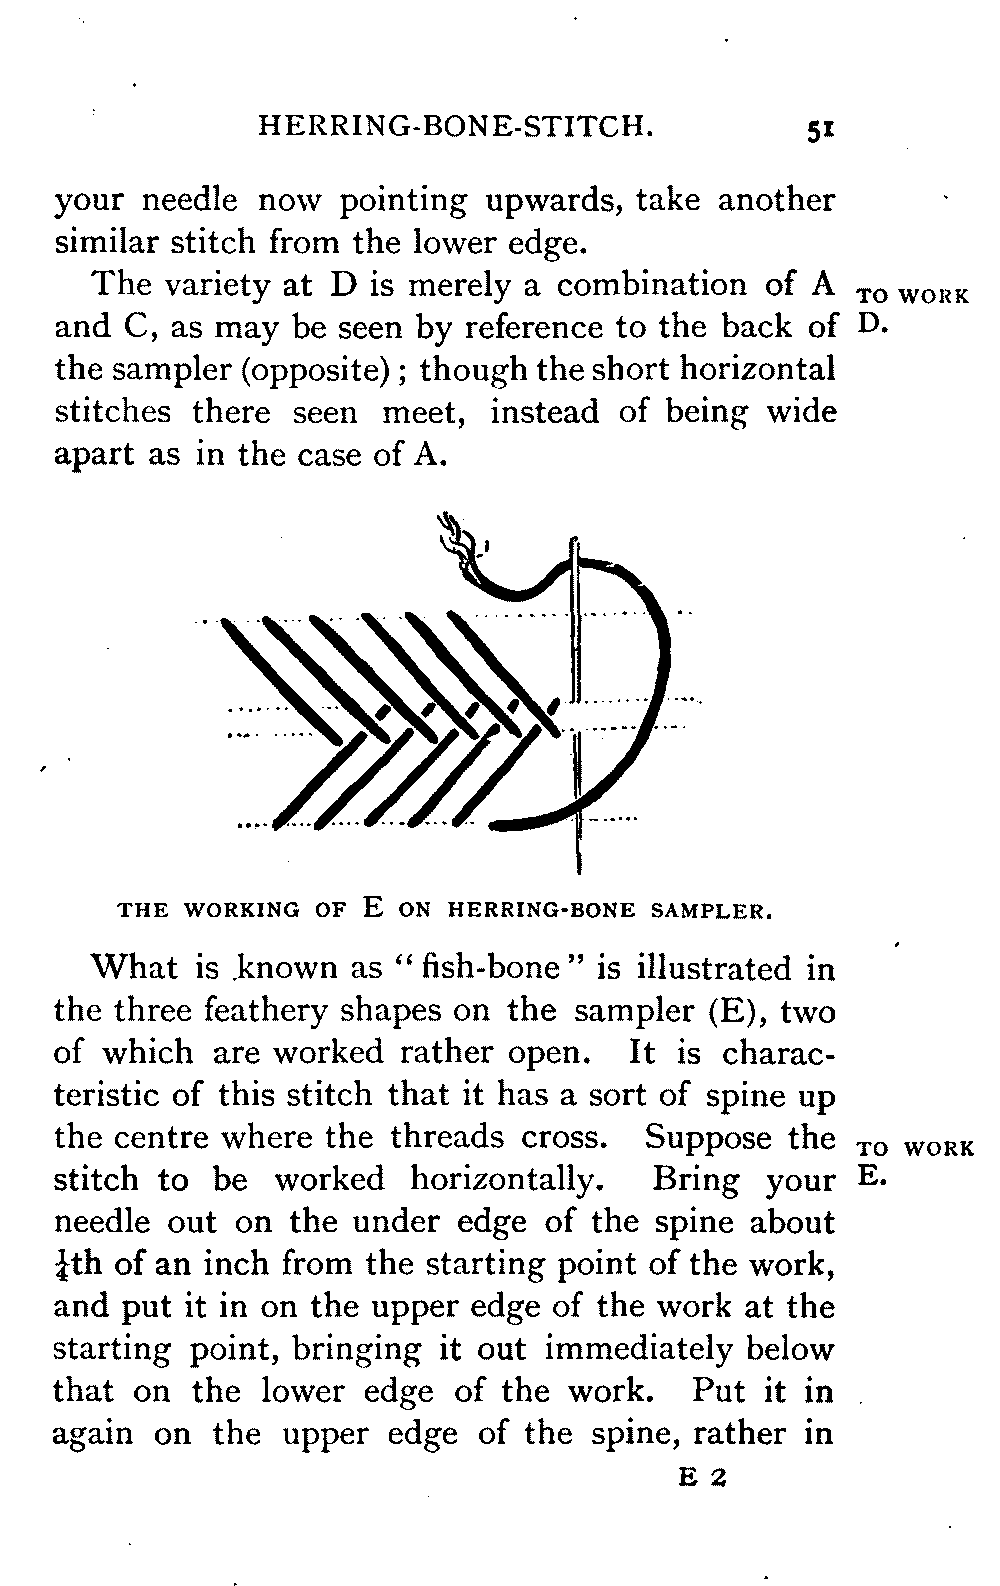 HERRING-BONE-STITCH. 51
your needle now pointing upwards, take another
similar stitch from the lower edge.
The variety at D is merely a combination of A
TO WORK
D.
and C, as may be seen by reference to the back of
the sampler (opposite) ; though the short horizontal
stitches there seen meet, instead of being wide
apart as in the case of A.
THE WORKING OF E ON HERRING-BONE SAMPLER.
What is known as “ fish-bone ” is illustrated in
the three feathery shapes on the sampler (E), two
of which are worked rather open. It is charac-
teristic of this stitch that it has a sort of spine up
the centre where the threads cross. Suppose the
TO WORK
E.
stitch to be worked horizontally. Bring your
needle out on the under edge of the spine about
¼th of an inch from the starting point of the work,
and put it in on the upper edge of the work at the
starting point, bringing it out immediately below
that on the lower edge of the work. Put it in
again on the upper edge of the spine, rather in
E 2